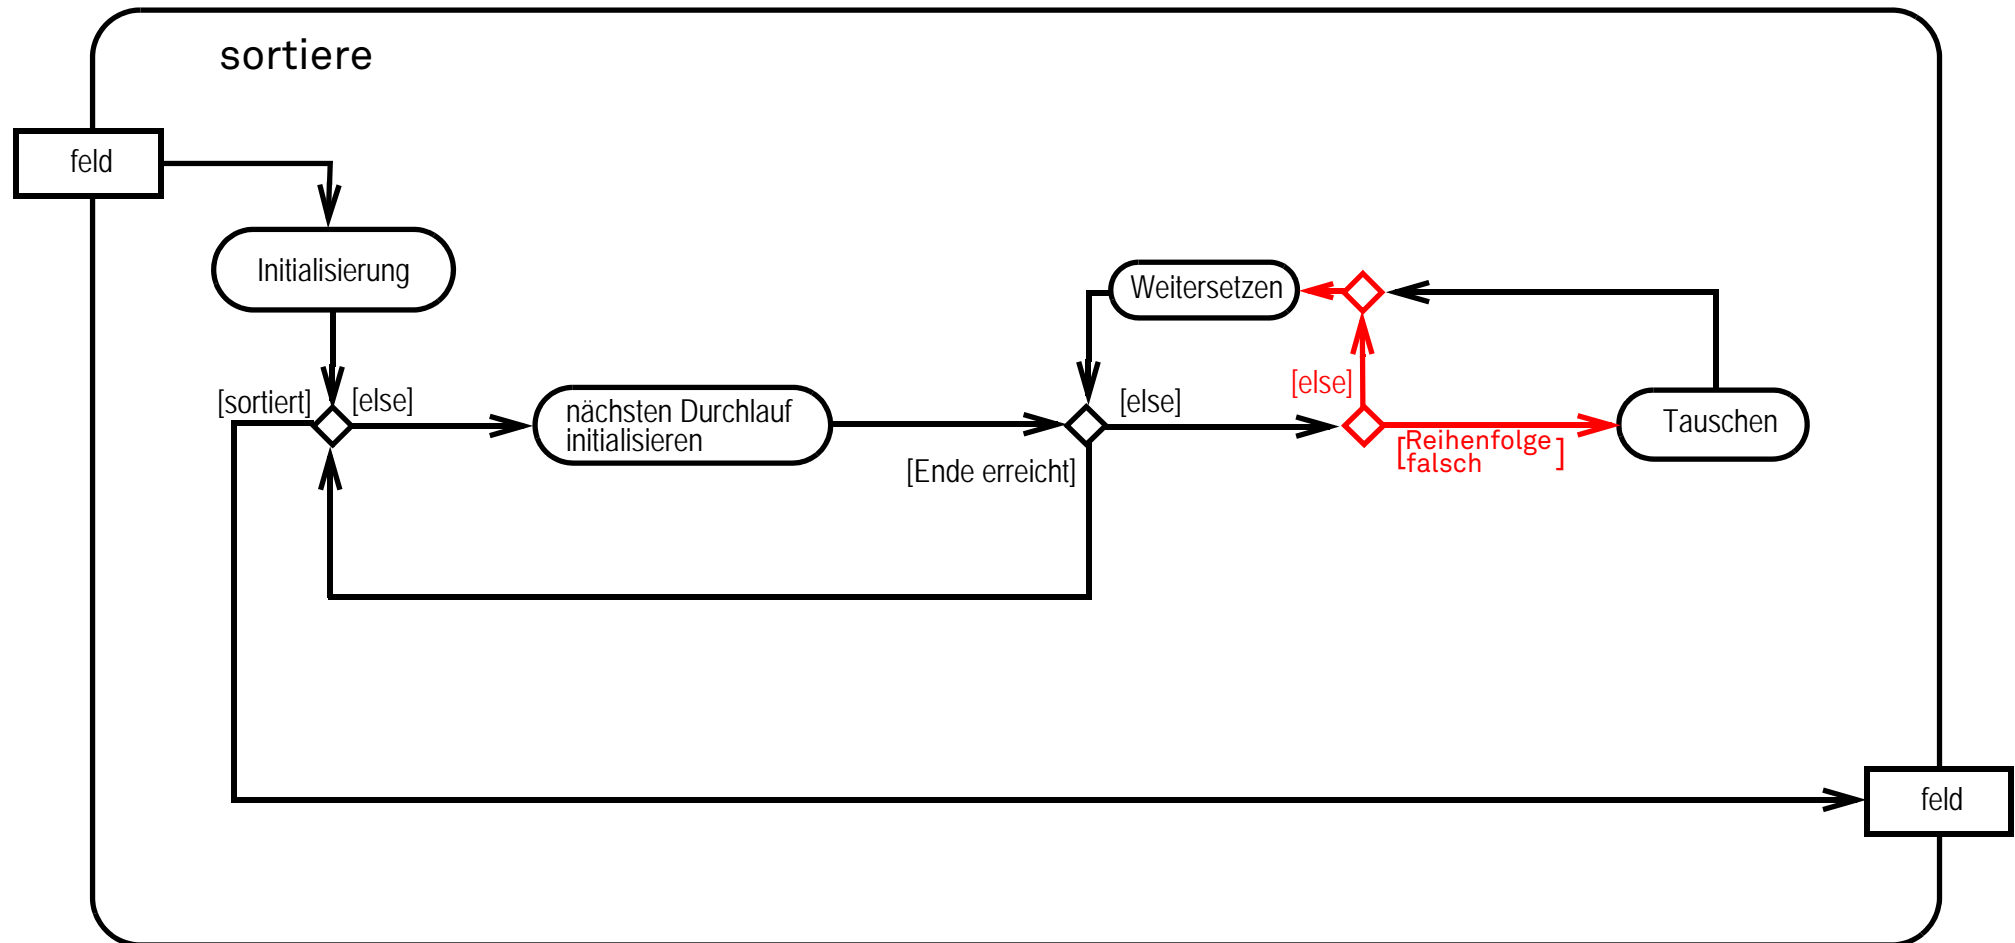 sortiere
feld
Initialisierung
Weitersetzen
[sortiert]
[else]
nächsten Durchlauf
initialisieren
[Ende erreicht]
[else]
[else]
[Reihenfolge
falsch]
Tauschen
feld